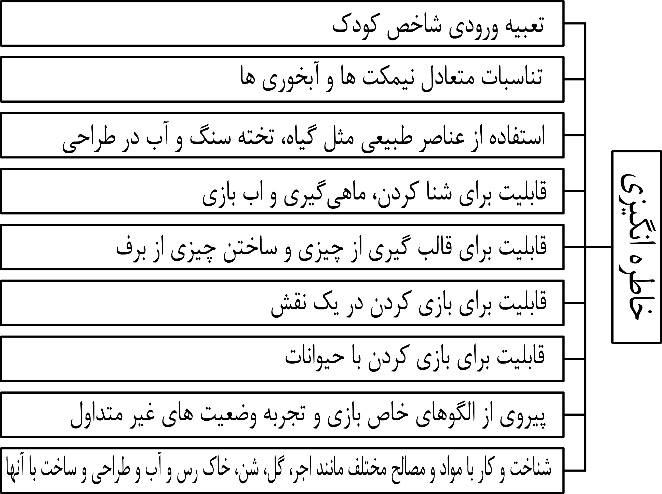 تعبیه ورودی شاخص کودک
تناسبات متعادل نیمکت ها و آبخوری ها
استفاده از عناصر طبیعی مثل گیاه، تخته سنگ و آب در طراحی
قابلیت برای شنا کردن، ماهی‌گیری و اب بازی
قابلیت برای قالب گیری از چیزی و ساختن چیزی از برف
قابلیت برای بازی کردن در یک نقش
قابلیت برای بازی کردن با حیوانات
پیروی از الگوهای خاص بازی و تجربه وضعیت های غیر متداول
شناخت و کار با مواد و مصالح مختلف مانند اجر، گل، شن، خاک رس و آب و طراحی و ساخت با آنها
خاطره انگیزی